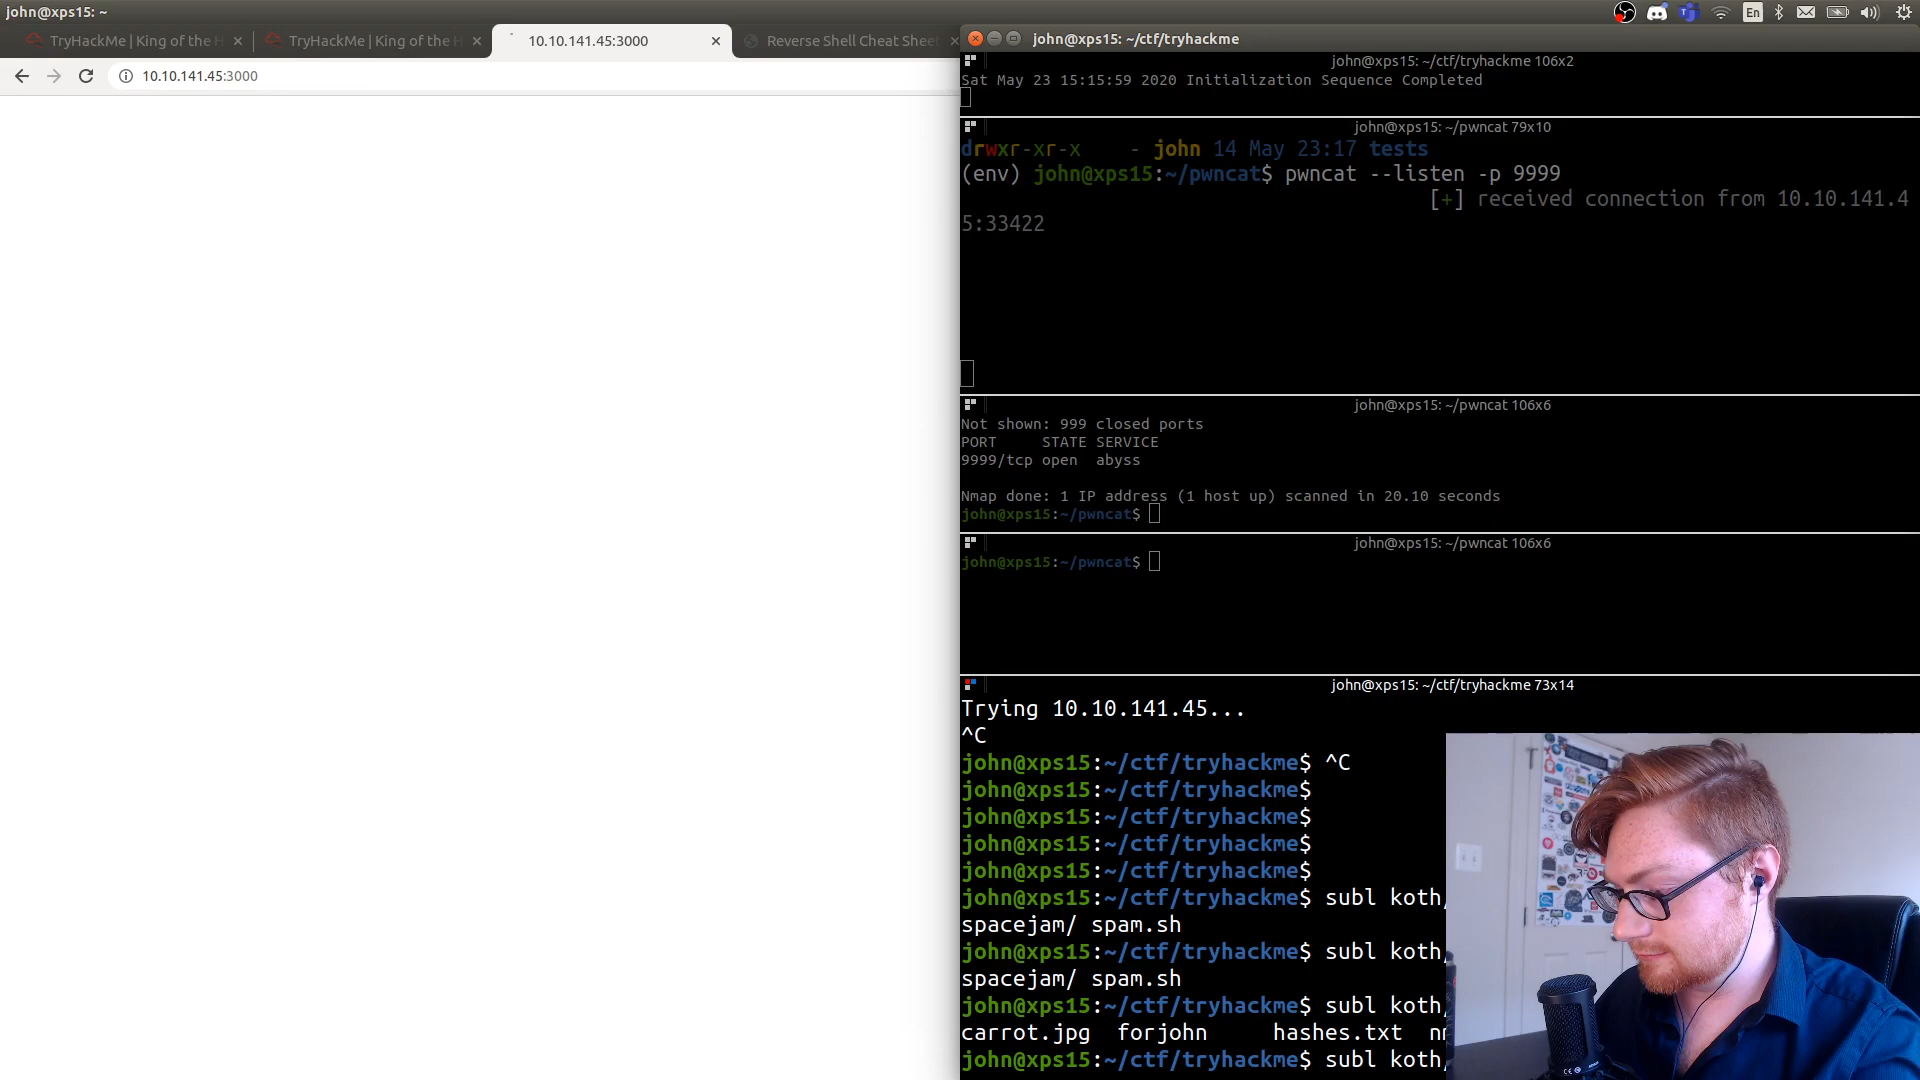 john@xps15: ~
TryHackMe | King of the H
TryHackMe | King of the H
10.10.141.45:3000
Reverse Shell Cheat Sheet
10.10.141.45:3000
En
john@xps15: ~/ctf/tryhackme
john@xps15: ~/ctf/tryhackme 106x2
Sat May 23 15:15:59 2020 Initialization Sequence Completed
john@xps15: ~/pwncat 79x10
drwxr-xr-x    - john 14 May 23:17 tests
(env) john@xps15:~/pwncat$ pwncat --listen -p 9999
[+] received connection from 10.10.141.4
5:33422
john@xps15: ~/pwncat 106x6
Not shown: 999 closed ports
PORT     STATE SERVICE
9999/tcp open  abyss
Nmap done: 1 IP address (1 host up) scanned in 20.10 seconds
john@xps15:~/pwncat$
john@xps15: ~/pwncat 106x6
john@xps15:~/pwncat$
john@xps15: ~/ctf/tryhackme 73x14
Trying 10.10.141.45...
^C
john@xps15:~/ctf/tryhackme$ ^C
john@xps15:~/ctf/tryhackme$
john@xps15:~/ctf/tryhackme$
john@xps15:~/ctf/tryhackme$
john@xps15:~/ctf/tryhackme$
john@xps15:~/ctf/tryhackme$ subl koth/
spacejam/ spam.sh
john@xps15:~/ctf/tryhackme$ subl koth/
spacejam/ spam.sh
john@xps15:~/ctf/tryhackme$ subl koth/
carrot.jpg  forjohn     hashes.txt
john@xps15:~/ctf/tryhackme$ subl koth/